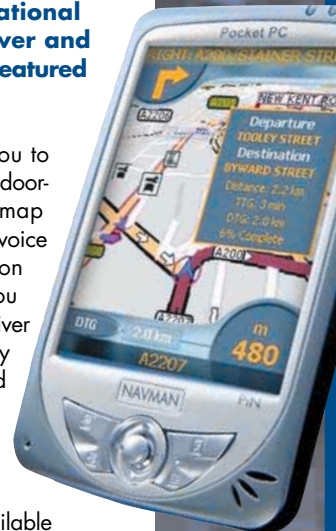 ational
ver and
eatured
ou to
door-
map
voice
on
ou
iver
y
d
ilable
Pocket PC
RIGHT: A200/STAINER STRE
NEW KENT RO
A2208
Departure
TOOLEY STREET
Destination
BYWARD STREET
Distance: 2.2 km
TTG: 3 min
DTG: 2.0 km
6% Complete
A200
DTG
2.0 km
m
480
A2207
NAVMAN
PiN